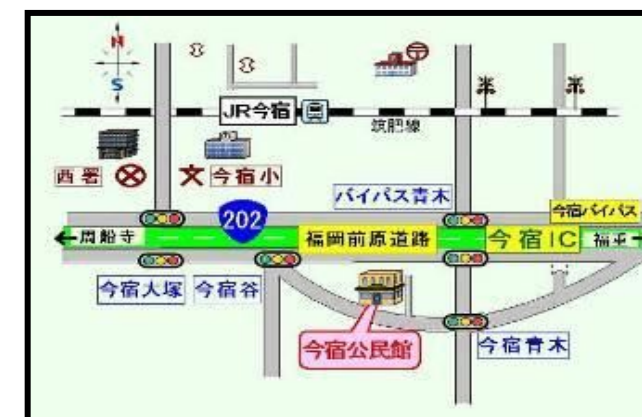 N
S
JR今宿
筑肥線
西署
文
今宿小
バイパス青木
202
今宿バイパス
←周船寺
福岡前原道路
今宿IC
福重→
今宿大塚
今宿谷
今宿公民館
今宿青木